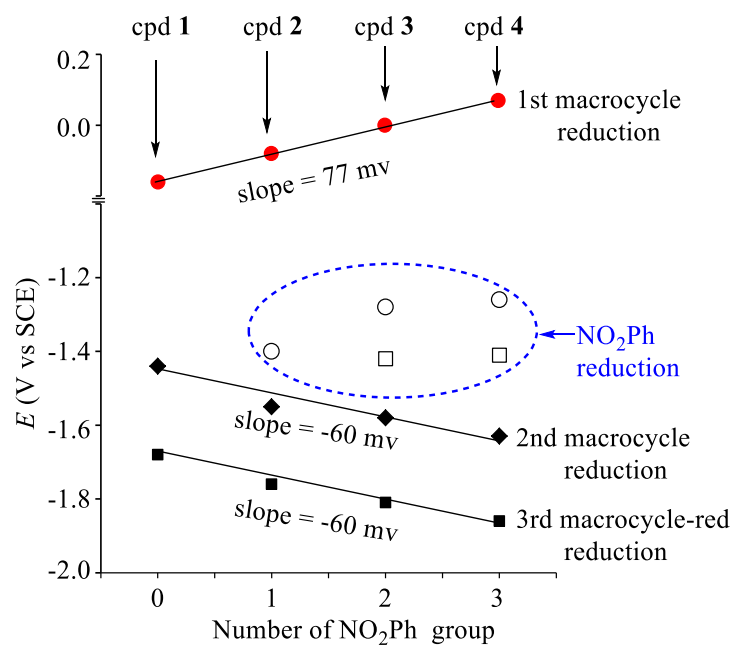 cpd 1 cpd 2 cpd 3 cpd 4
0.2
0.0
1st macrocycle
reduction
slope = 77 mv
-1.2
-1.4
-1.6
-1.8
-2.0
E (V vs SCE)
NO₂Ph
reduction
slope = -60 mv
2nd macrocycle
reduction
slope = -60 mv
3rd macrocycle-red
reduction
0 1 2 3
Number of NO₂Ph group